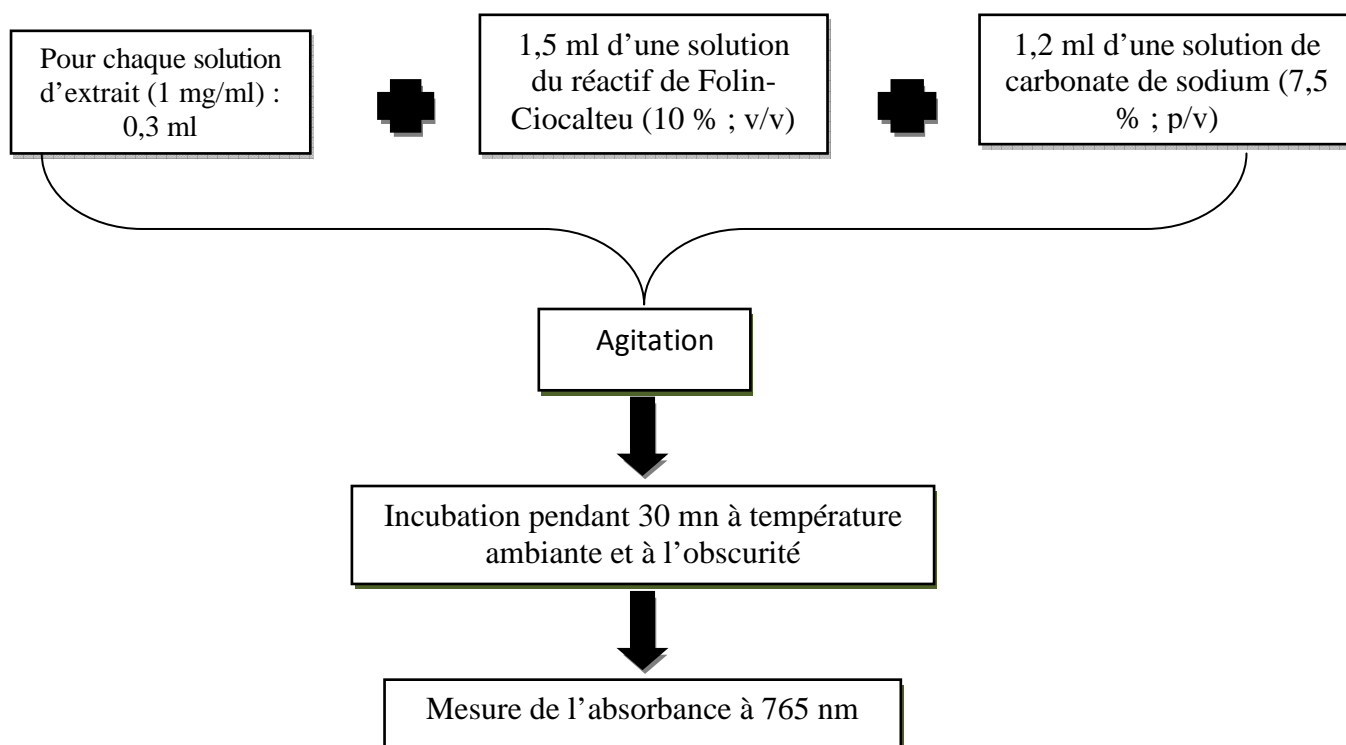 Pour chaque solution
d’extrait (1 mg/ml) :
0,3 ml
1,5 ml d’une solution
du réactif de Folin-
Ciocalteu (10 % ; v/v)
1,2 ml d’une solution de
carbonate de sodium (7,5
% ; p/v)
Agitation
Incubation pendant 30 mn à température
ambiante et à l’obscurité
Mesure de l’absorbance à 765 nm